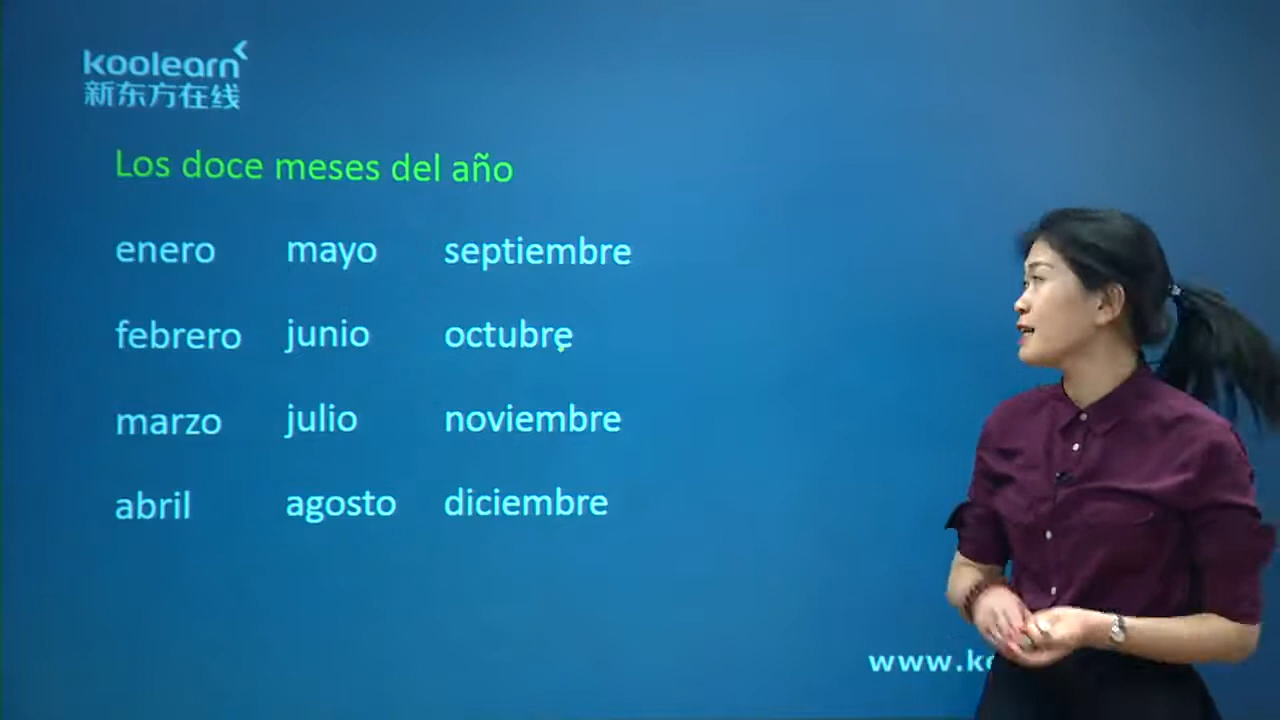 koolearn
新东方在线
Los doce meses del año
enero mayo septiembre
febrero junio octubre
marzo julio noviembre
abril agosto diciembre